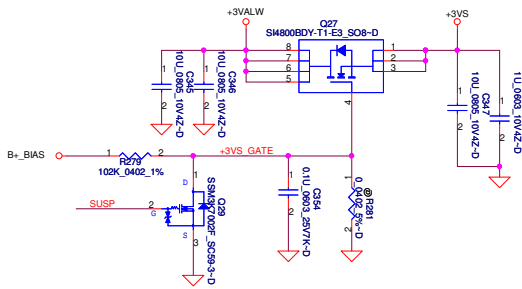 +3VALW
+3VS
Q27
SI4800BDY-T1-E3_SO8~D
8
7
6
5
1
2
3
4
1
2
C345
10U_0805_10V4Z~D
1
2
C346
10U_0805_10V4Z~D
1
2
C347
10U_0805_10V4Z~D
1
2
1U_0603_10V4Z~D
B+_BIAS
1
2
R279
102K_0402_1%
+3VS_GATE
SUSP
2
G
1
D
S
3
Q29
SSM3K7002F_SC59-3~D
1
2
C354
0.1U_0603_25V7K~D
1
2
@R281
0_0402_5%~D